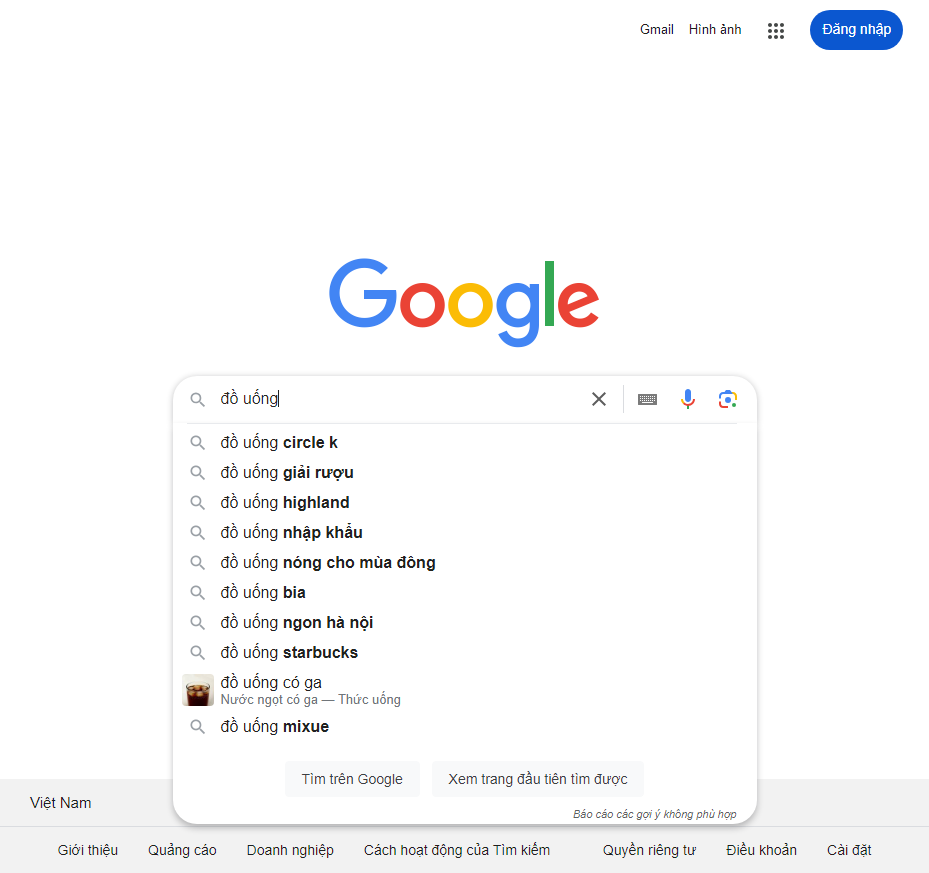 Gmail Hình ảnh Đăng nhập
Google
đồ uống
đồ uống circle k
đồ uống giải rượu
đồ uống highland
đồ uống nhập khẩu
đồ uống nóng cho mùa đông
đồ uống bia
đồ uống ngon hà nội
đồ uống starbucks
đồ uống có ga
Nước ngọt có ga — Thức uống
đồ uống mixue
Tìm trên Google Xem trang đầu tiên tìm được
Việt Nam
Báo cáo các gợi ý không phù hợp
Giới thiệu Quảng cáo Doanh nghiệp Cách hoạt động của Tìm kiếm Quyền riêng tư Điều khoản Cài đặt